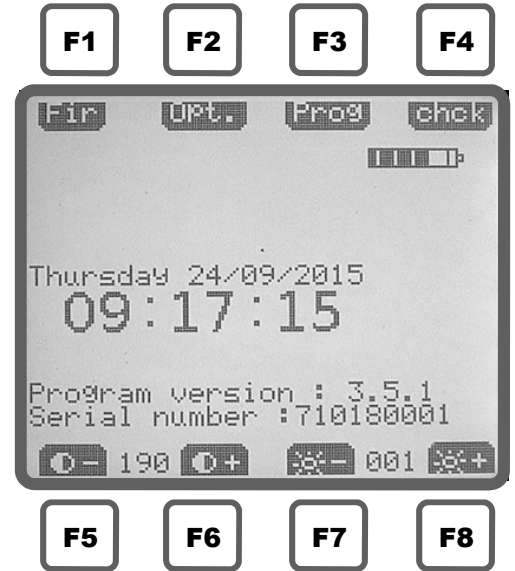 F1 F2 F3 F4
Fir Opt. Prog chck
Thursday 24/09/2015
09:17:15
Program version : 3.5.1
Serial number :710180001
- 190 + - 001 +
F5 F6 F7 F8